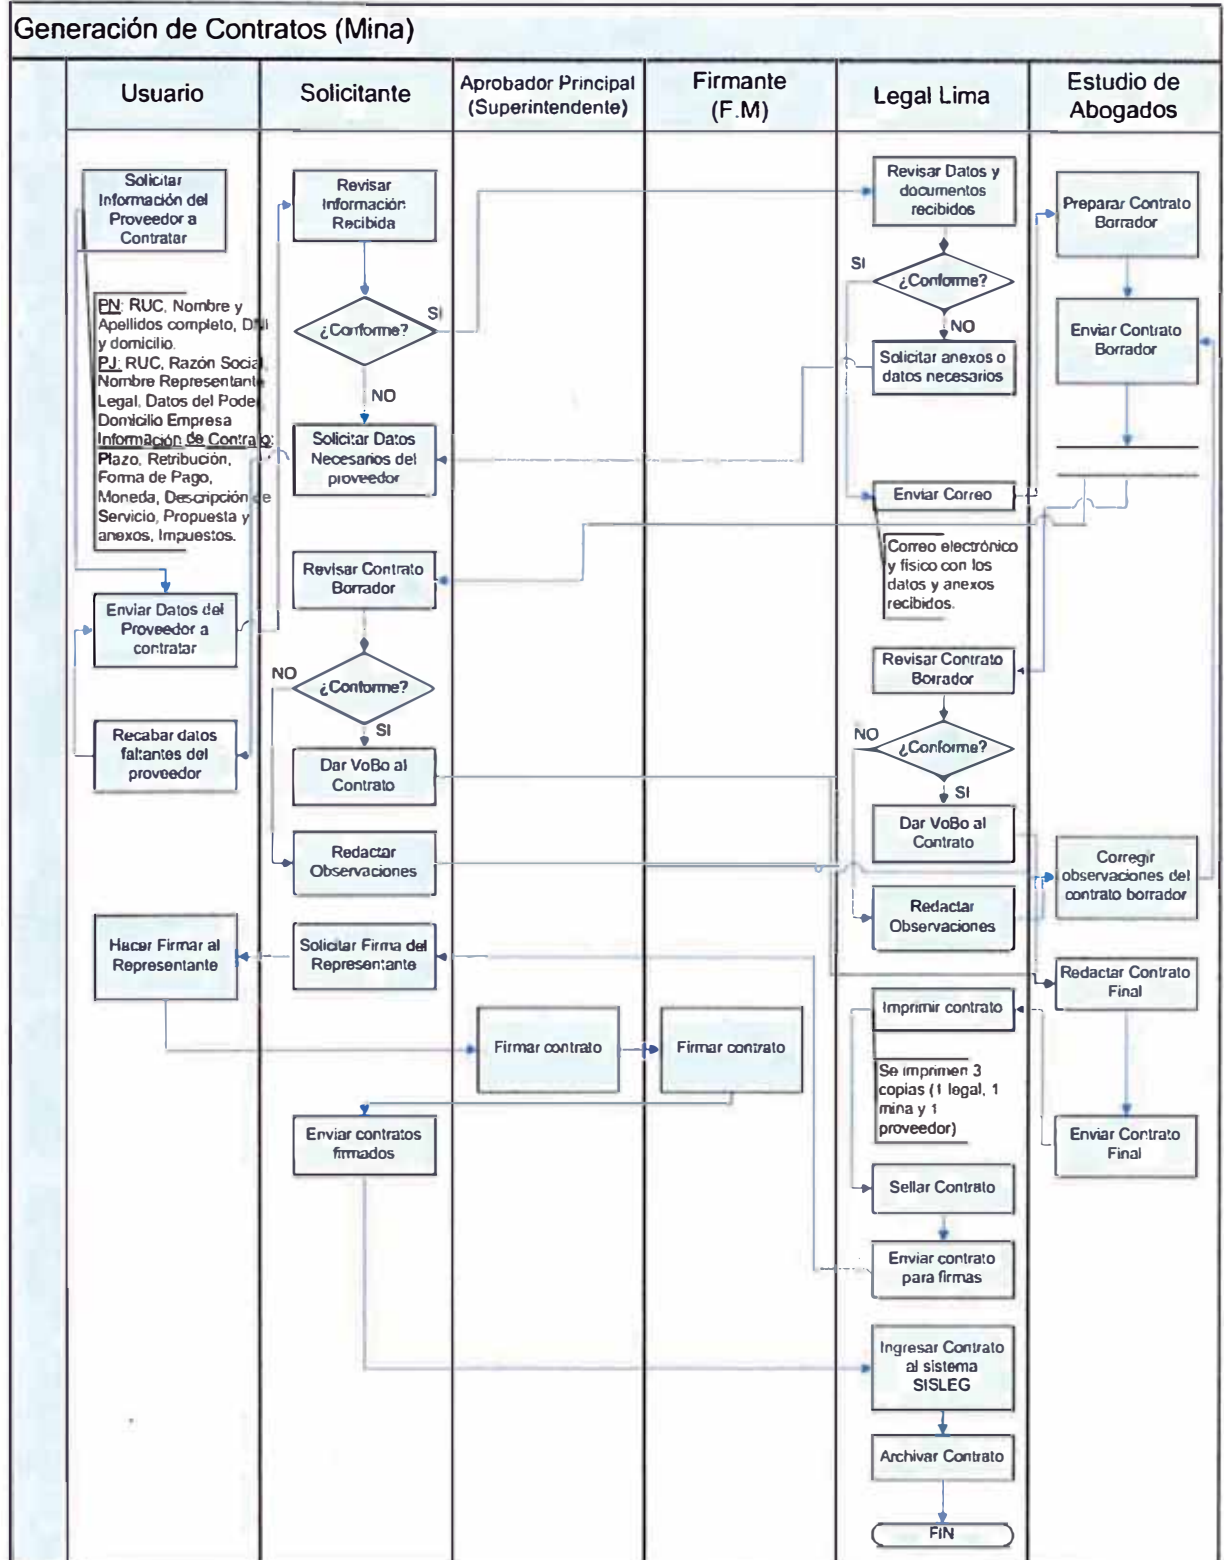 Generación de Contratos (Mina)
Usuario
Solicitante
Aprobador Principal
(Superintendente)
Firmante
(F.M)
Legal Lima
Estudio de
Abogados
Solicitar
Información del
Proveedor a
Contratar
PN: RUC, Nombre y
Apellidos completo, DNI
y domicilio.
PJ: RUC, Razón Social,
Nombre Representante
Legal, Datos del Poder
Domicilio Empresa
Información de Contrato:
Plazo, Retribución,
Forma de Pago,
Moneda, Descripción de
Servicio, Propuesta y
anexos, Impuestos.
Enviar Datos del
Proveedor a
contratar
Recabar datos
faltantes del
proveedor
Hacer Firmar al
Representante
Revisar
Información
Recibida
¿Conforme?
SI
NO
Solicitar Datos
Necesarios del
proveedor
Revisar Contrato
Borrador
NO
¿Conforme?
SI
Dar VoBo al
Contrato
Redactar
Observaciones
Solicitar Firma del
Representante
Enviar contratos
firmados
Firmar contrato
Firmar contrato
Revisar Datos y
documentos
recibidos
SI
¿Conforme?
NO
Solicitar anexos o
datos necesarios
Enviar Correo
Correo electrónico
y físico con los
datos y anexos
recibidos.
Revisar Contrato
Borrador
NO
¿Conforme?
SI
Dar VoBo al
Contrato
Redactar
Observaciones
Imprimir contrato
Se imprimen 3
copias (1 legal, 1
mina y 1
proveedor)
Sellar Contrato
Enviar contrato
para firmas
Ingresar Contrato
al sistema
SISLEG
Archivar Contrato
FIN
Preparar Contrato
Borrador
Enviar Contrato
Borrador
Corregir
observaciones del
contrato borrador
Redactar Contrato
Final
Enviar Contrato
Final